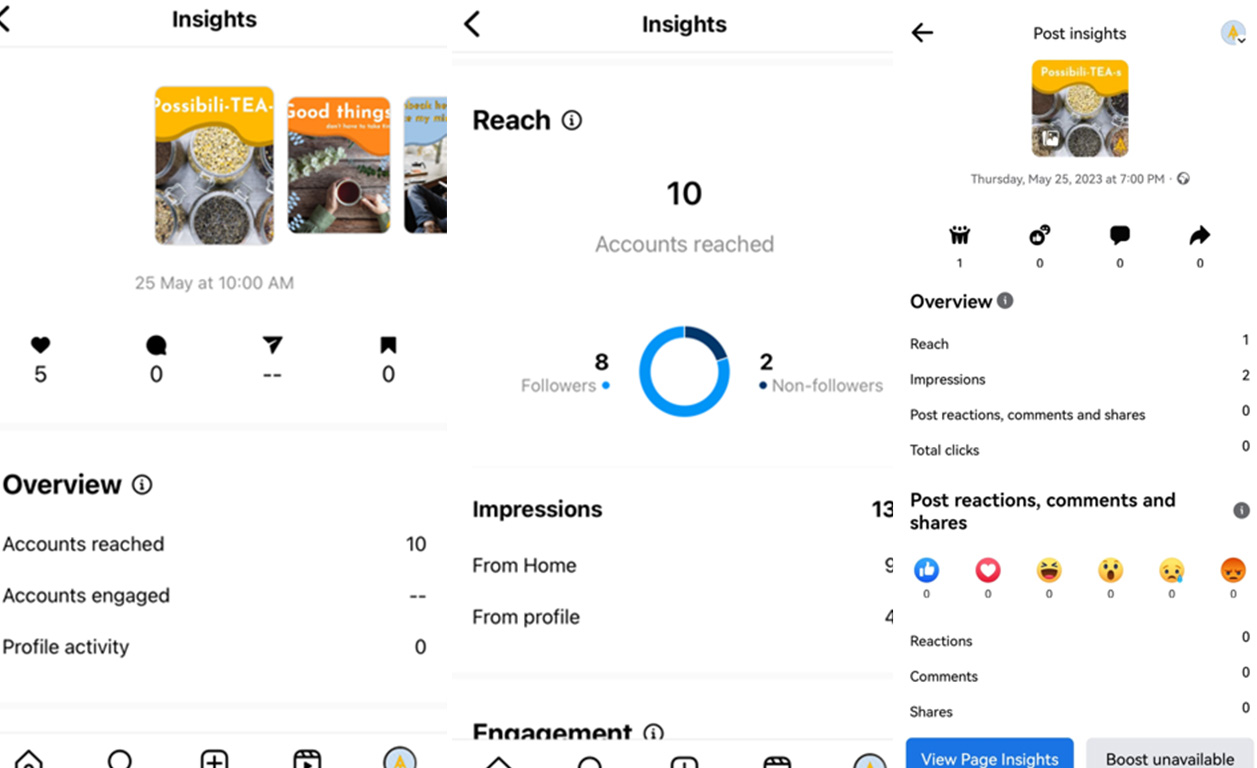 Insights
Possibili-TEA-
Good things
don't have to take
25 May at 10:00 AM
5 0 -- 0
Overview
Accounts reached 10
Accounts engaged --
Profile activity 0
Insights
Reach
10
Accounts reached
8 2
Followers Non-followers
Impressions 13
From Home 9
From profile 4
Engagement
Post insights
Possibili-TEA-s
Thursday, May 25, 2023 at 7:00 PM ·
1 0 0 0
Overview
Reach 1
Impressions 2
Post reactions, comments and shares 0
Total clicks 0
Post reactions, comments and
shares
0 0 0 0 0 0
Reactions 0
Comments 0
Shares 0
View Page Insights Boost unavailable